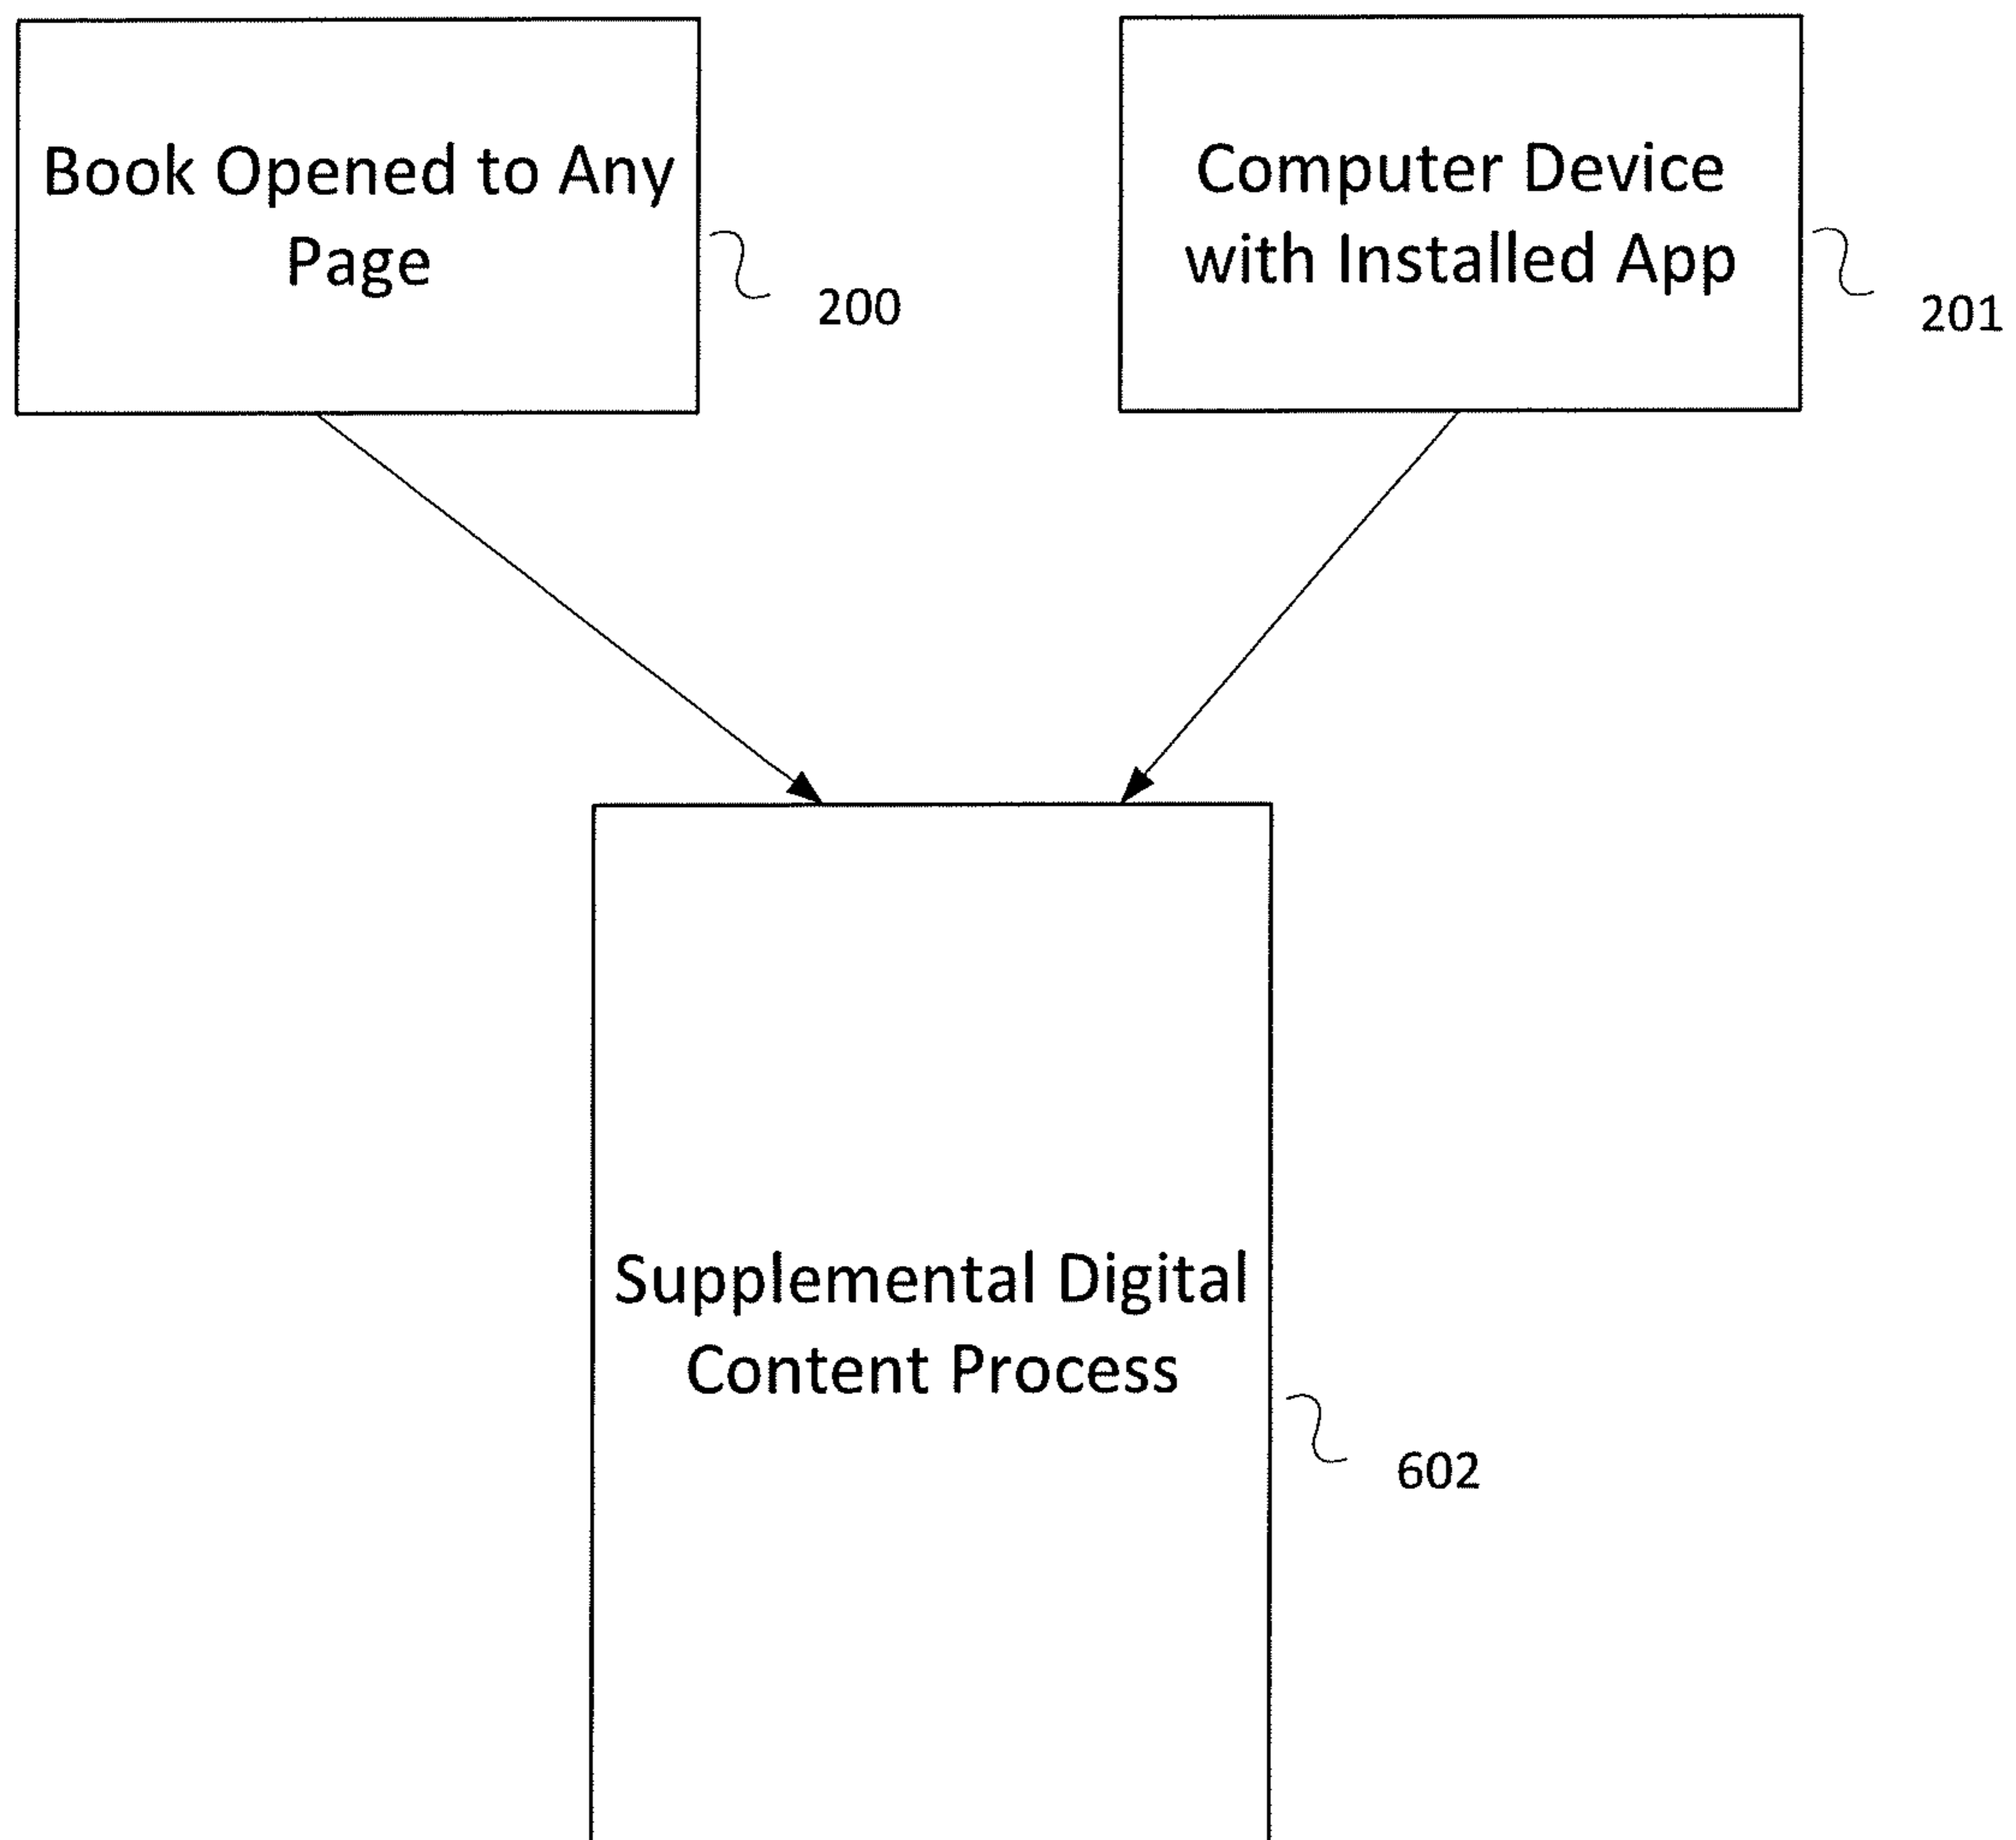 Book Opened to Any
Page
200
Computer Device
with Installed App
201
Supplemental Digital
Content Process
602